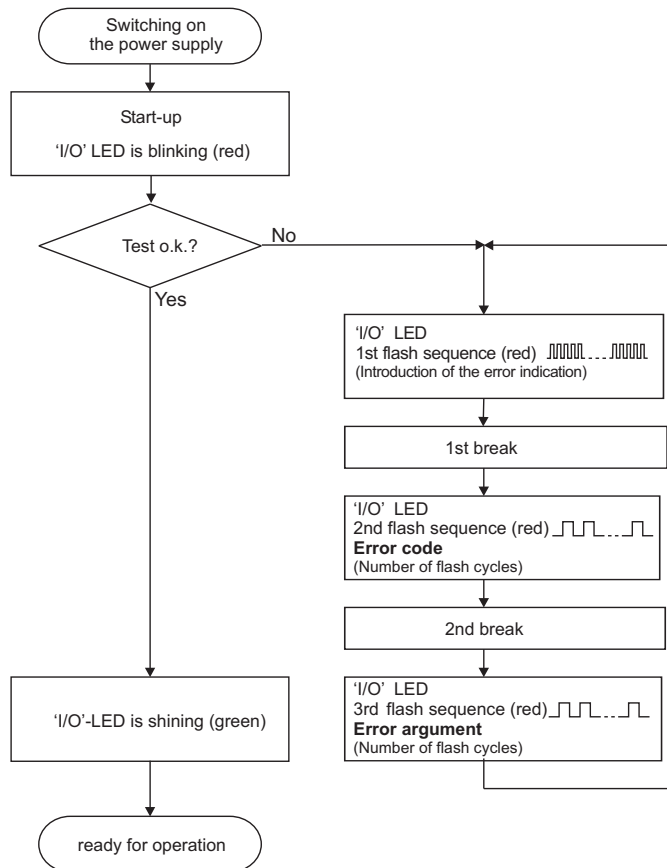 Switching on
the power supply
Start-up
‘I/O’ LED is blinking (red)
Test o.k.?
No
Yes
‘I/O’ LED
1st flash sequence (red)
(Introduction of the error indication)
1st break
‘I/O’ LED
2nd flash sequence (red)
Error code
(Number of flash cycles)
2nd break
‘I/O’ LED
3rd flash sequence (red)
Error argument
(Number of flash cycles)
‘I/O’-LED is shining (green)
ready for operation